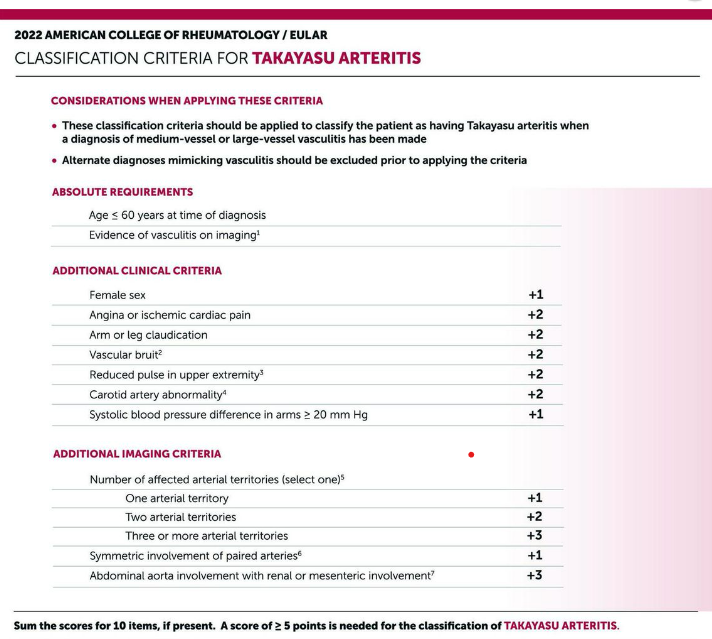 2022 AMERICAN COLLEGE OF RHEUMATOLOGY / EULAR
CLASSIFICATION CRITERIA FOR TAKAYASU ARTERITIS
CONSIDERATIONS WHEN APPLYING THESE CRITERIA
• These classification criteria should be applied to classify the patient as having Takayasu arteritis when
a diagnosis of medium-vessel or large-vessel vasculitis has been made
• Alternate diagnoses mimicking vasculitis should be excluded prior to applying the criteria
ABSOLUTE REQUIREMENTS
Age ≤ 60 years at time of diagnosis
Evidence of vasculitis on imaging¹
ADDITIONAL CLINICAL CRITERIA
Female sex +1
Angina or ischemic cardiac pain +2
Arm or leg claudication +2
Vascular bruit² +2
Reduced pulse in upper extremity³ +2
Carotid artery abnormality⁴ +2
Systolic blood pressure difference in arms ≥ 20 mm Hg +1
ADDITIONAL IMAGING CRITERIA
Number of affected arterial territories (select one)⁵
One arterial territory +1
Two arterial territories +2
Three or more arterial territories +3
Symmetric involvement of paired arteries⁶ +1
Abdominal aorta involvement with renal or mesenteric involvement⁷ +3
Sum the scores for 10 items, if present. A score of ≥ 5 points is needed for the classification of TAKAYASU ARTERITIS.